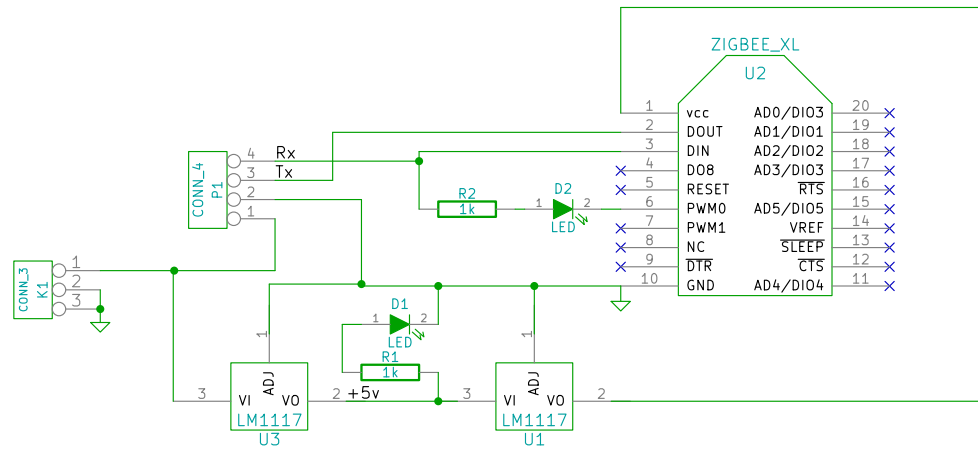 ZIGBEE_XL
U2
1 vcc AD0/DIO3 20
2 DOUT AD1/DIO1 19
3 DIN AD2/DIO2 18
4 DO8 AD3/DIO3 17
5 RESET RTS 16
6 PWM0 AD5/DIO5 15
7 PWM1 VREF 14
8 NC SLEEP 13
9 DTR CTS 12
10 GND AD4/DIO4 11
CONN_4
P1
4 Rx
3 Tx
2
1
R2
1k
1 D2 2
LED
CONN_3
K1
1
2
3
1 D1 2
LED
R1
1k
1
ADJ
3 VI VO 2 +5v
LM1117
U3
1
ADJ
3 VI VO 2
LM1117
U1